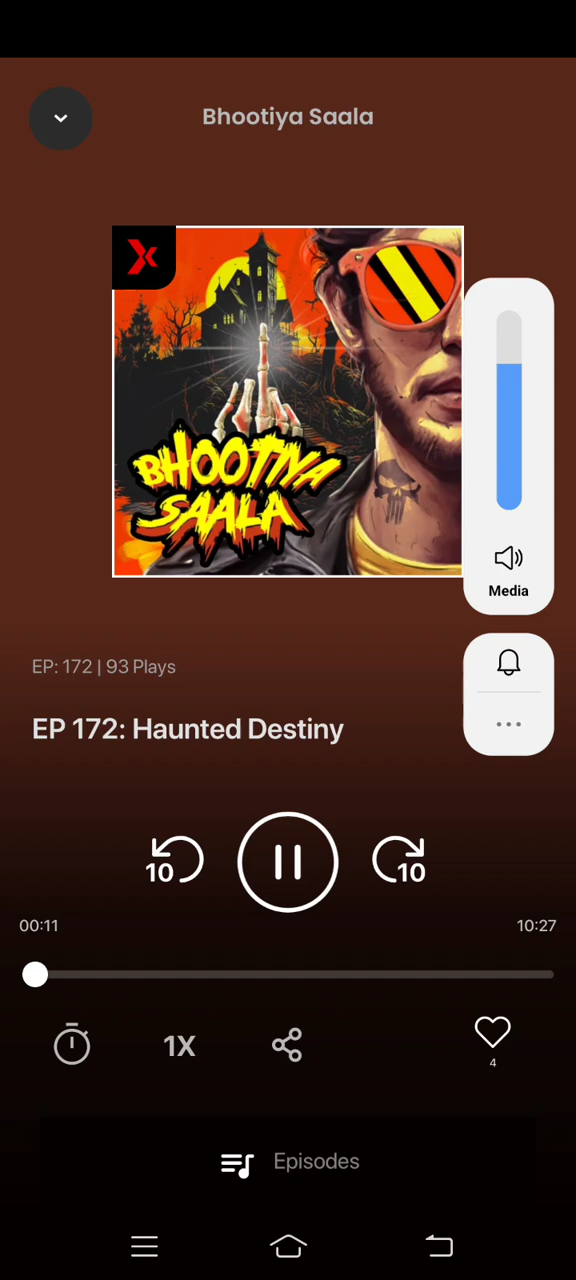 Bhootiya Saala
BHOOTIYA
SAALA
Media
EP: 172 | 93 Plays
EP 172: Haunted Destiny
10
10
00:11
10:27
1X
4
Episodes